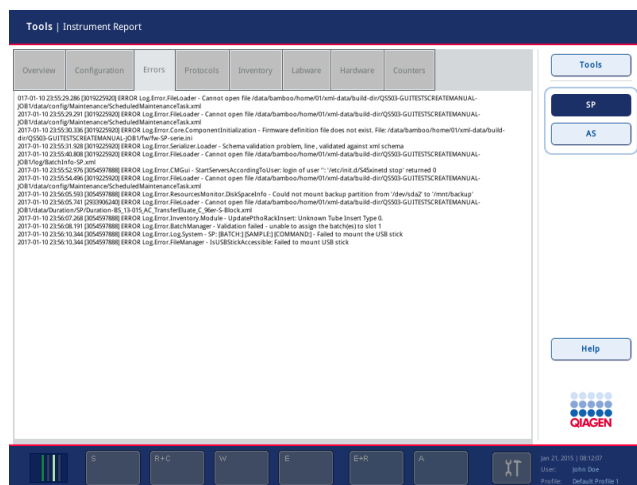 Tools | Instrument Report
Overview
Configuration
Errors
Protocols
Inventory
Labware
Hardware
Counters
017-01-10 23:55:29.286 [3019225920] ERROR Log.Error.FileLoader - Cannot open file /data/bamboo/home/01/xml-data/build-dir/QS503-GUITESTSCREATEMANUAL-
JOB1/data/config/Maintenance/ScheduledMaintenanceTask.xml
2017-01-10 23:55:29.291 [3019225920] ERROR Log.Error.FileLoader - Cannot open file /data/bamboo/home/01/xml-data/build-dir/QS503-GUITESTSCREATEMANUAL-
JOB1/data/config/Maintenance/ScheduledMaintenanceTask.xml
2017-01-10 23:55:30.336 [3019225920] ERROR Log.Error.Core.ComponentInitialization - Firmware definition file does not exist. File: /data/bamboo/home/01/xml-data/build-
dir/QS503-GUITESTSCREATEMANUAL-JOB1/fw/fw-SP-serie.ini
2017-01-10 23:55:31.928 [3019225920] ERROR Log.Error.Serializer.Loader - Schema validation problem, line , validated against xml schema
2017-01-10 23:55:40.808 [3019225920] ERROR Log.Error.FileLoader - Cannot open file /data/bamboo/home/01/xml-data/build-dir/QS503-GUITESTSCREATEMANUAL-
JOB1/log/BatchInfo-SP.xml
2017-01-10 23:55:52.976 [3054597888] ERROR Log.Error.CMGui - StartServersAccordingToUser: login of user '': '/etc/init.d/S45xinetd stop' returned 0
2017-01-10 23:55:54.496 [3019225920] ERROR Log.Error.FileLoader - Cannot open file /data/bamboo/home/01/xml-data/build-dir/QS503-GUITESTSCREATEMANUAL-
JOB1/data/config/Maintenance/ScheduledMaintenanceTask.xml
2017-01-10 23:56:05.593 [3054597888] ERROR Log.Error.ResourcesMonitor.DiskSpaceInfo - Could not mount backup partition from '/dev/sda2' to '/mnt/backup'
2017-01-10 23:56:05.741 [2933906240] ERROR Log.Error.FileLoader - Cannot open file /data/bamboo/home/01/xml-data/build-dir/QS503-GUITESTSCREATEMANUAL-
JOB1/data/Duration/SP/Duration-BS_13-015_AC_TransferEluate_C_96er-S-Block.xml
2017-01-10 23:56:07.268 [3054597888] ERROR Log.Error.Inventory.Module - UpdatePthoRackInsert: Unknown Tube Insert Type 0.
2017-01-10 23:56:08.191 [3054597888] ERROR Log.Error.BatchManager - Validation failed - unable to assign the batch(es) to slot 1
2017-01-10 23:56:10,344 [3054597888] ERROR Log.Error.Log.System - SP: [BATCH:] [SAMPLE:] [COMMAND:] - Failed to mount the USB stick
2017-01-10 23:56:10,344 [3054597888] ERROR Log.Error.FileManager - IsUSBStickAccessible: Failed to mount USB stick
Tools
SP
AS
Help
QIAGEN
S
R+C
W
E
E+R
A
Jan 21, 2015 | 08:12:07
User: John Doe
Profile: Default Profile 1